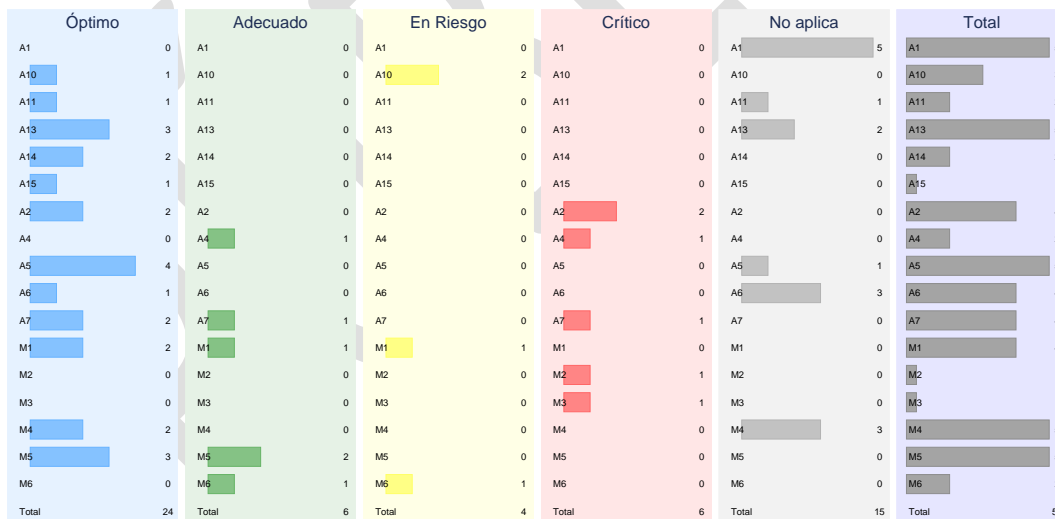 Óptimo Adecuado En Riesgo Crítico No aplica Total
A1 0 A1 0 A1 0 A1 0 A1 5 A1
A10 1 A10 0 A10 2 A10 0 A10 0 A10
A11 1 A11 0 A11 0 A11 0 A11 1 A11
A13 3 A13 0 A13 0 A13 0 A13 2 A13
A14 2 A14 0 A14 0 A14 0 A14 0 A14
A15 1 A15 0 A15 0 A15 0 A15 0 A15
A2 2 A2 0 A2 0 A2 2 A2 0 A2
A4 0 A4 1 A4 0 A4 1 A4 0 A4
A5 4 A5 0 A5 0 A5 0 A5 1 A5
A6 1 A6 0 A6 0 A6 0 A6 3 A6
A7 2 A7 1 A7 0 A7 1 A7 0 A7
M1 2 M1 1 M1 1 M1 0 M1 0 M1
M2 0 M2 0 M2 0 M2 1 M2 0 M2
M3 0 M3 0 M3 0 M3 1 M3 0 M3
M4 2 M4 0 M4 0 M4 0 M4 3 M4
M5 3 M5 2 M5 0 M5 0 M5 0 M5
M6 0 M6 1 M6 1 M6 0 M6 0 M6
Total 24 Total 6 Total 4 Total 6 Total 15 Total